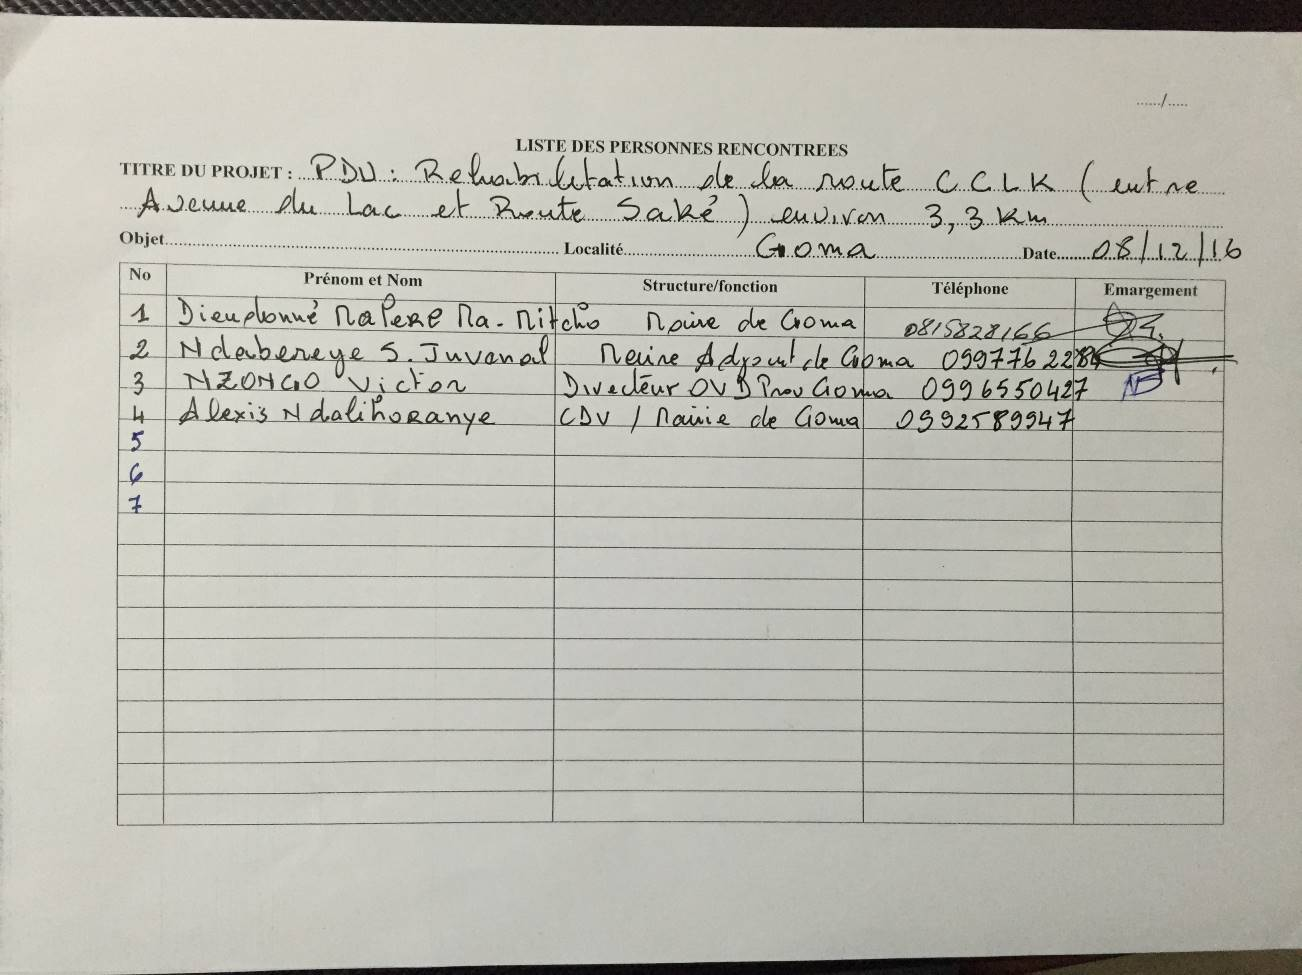 ....../.....
LISTE DES PERSONNES RENCONTREES
TITRE DU PROJET : PDU : Rehabilitation de la route CCLK (entre
Avenue du Lac et Route Saké) environ 3,3 Km
Objet Localité Goma Date 08/12/16
No Prénom et Nom Structure/fonction Téléphone Emargement
1 Dieudonné MaPeRe Ma-Mitcho Maire de Goma 0815828166
2 Ndabereye S. Juvanal Maire Adjoint de Goma
3 NZONGO Victor Directeur OVD Prov Goma 0996550427
4 Alexis NdalihoRanye CDV / Mairie de Goma 0992589947
5
6
7